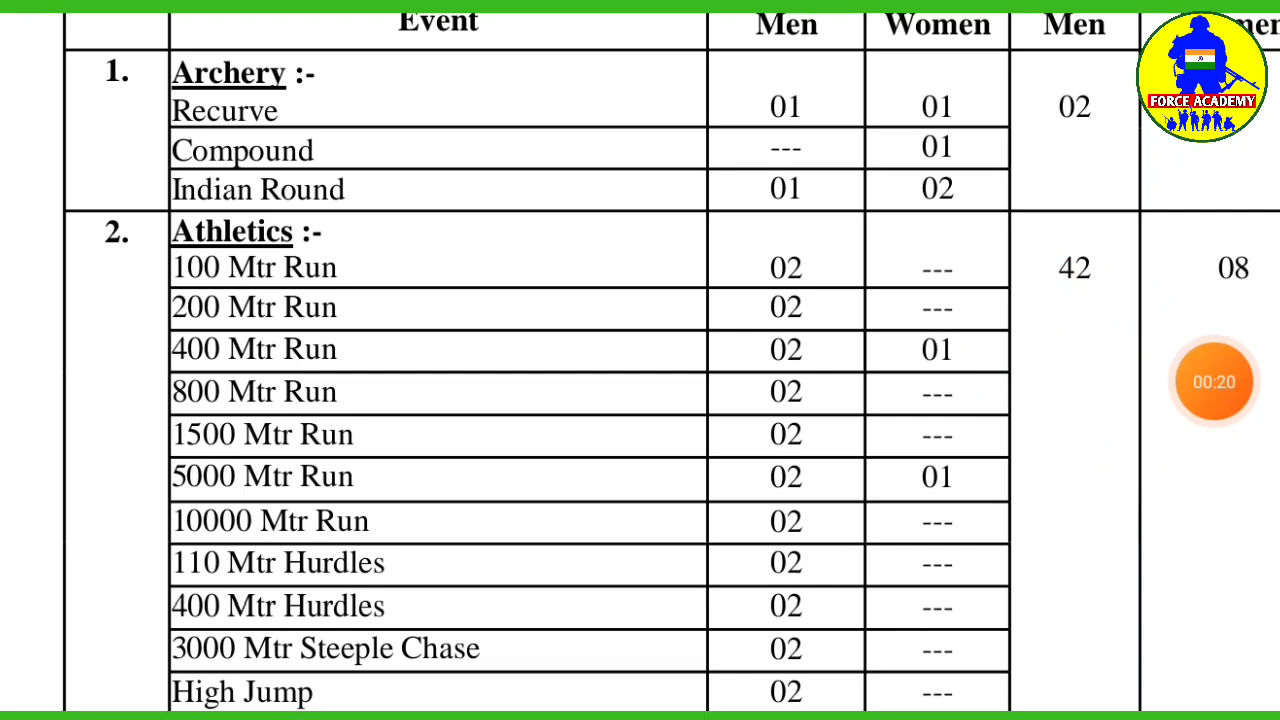 Event Men Women Men
1. Archery :-
Recurve 01 01 02
Compound --- 01
Indian Round 01 02
2. Athletics :-
100 Mtr Run 02 --- 42 08
200 Mtr Run 02 ---
400 Mtr Run 02 01
800 Mtr Run 02 ---
1500 Mtr Run 02 ---
5000 Mtr Run 02 01
10000 Mtr Run 02 ---
110 Mtr Hurdles 02 ---
400 Mtr Hurdles 02 ---
3000 Mtr Steeple Chase 02 ---
High Jump 02 ---
FORCE ACADEMY
00:20